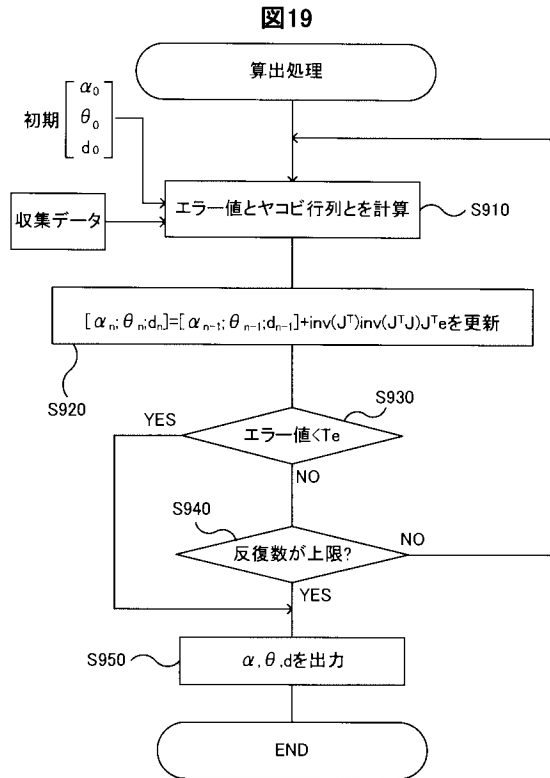 図19
算出処理
初期
α₀
θ₀
d₀
収集データ
エラー値とヤコビ行列とを計算
S910
[αₙ;θₙ;dₙ]=[αₙ₋₁;θₙ₋₁;dₙ₋₁]+inv(Jᵀ)inv(JᵀJ)Jᵀeを更新
S920
S930
YES
エラー値<Te
NO
S940
反復数が上限?
NO
YES
S950
α,θ,dを出力
END